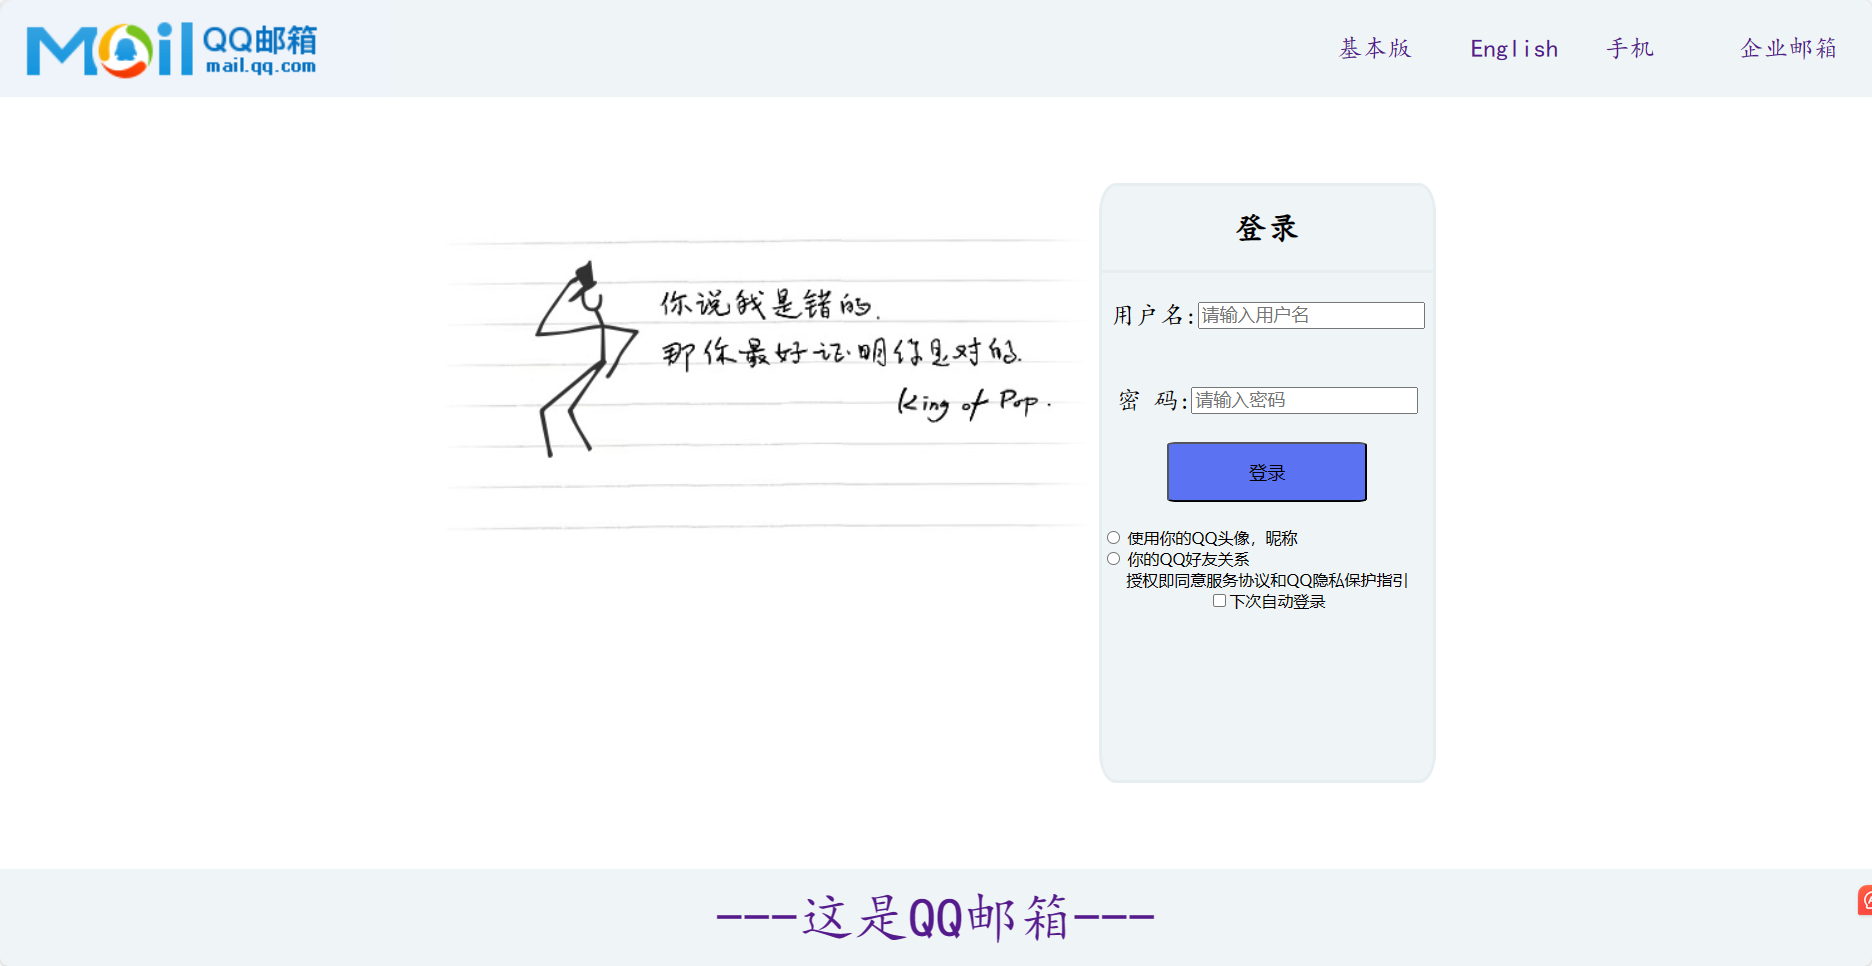 Mail QQ邮箱
mail.qq.com
基本版 English 手机 企业邮箱
你说我是错的.
那你最好证明你是对的.
King of Pop.
登录
用户名:请输入用户名
密 码:请输入密码
登录
使用你的QQ头像，昵称
你的QQ好友关系
授权即同意服务协议和QQ隐私保护指引
下次自动登录
---这是QQ邮箱---